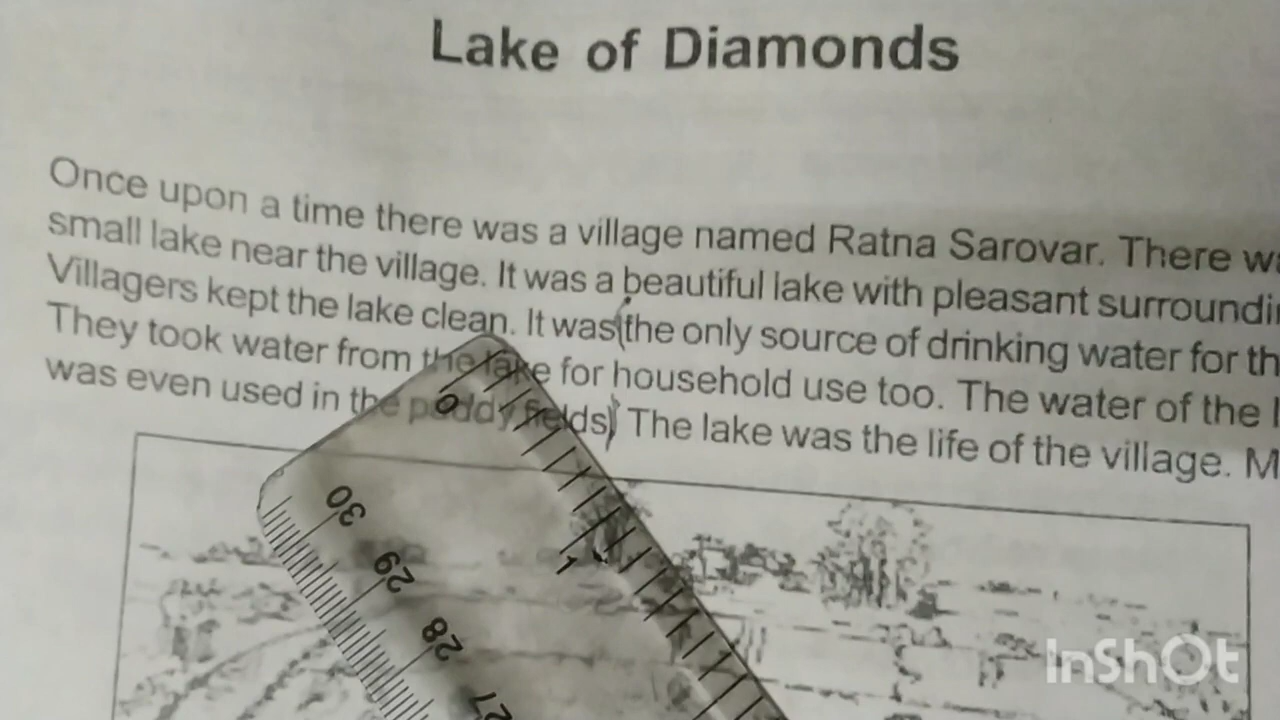 Lake of Diamonds
Once upon a time there was a village named Ratna Sarovar. There
small lake near the village. It was a beautiful lake with pleasant
Villagers kept the lake clean. It was the only source of drinking water for
They took water from the lake for household use too. The water of the
was even used in the paddy fields. The lake was the life of the village.
0
1
30
29
28
27
InShOt